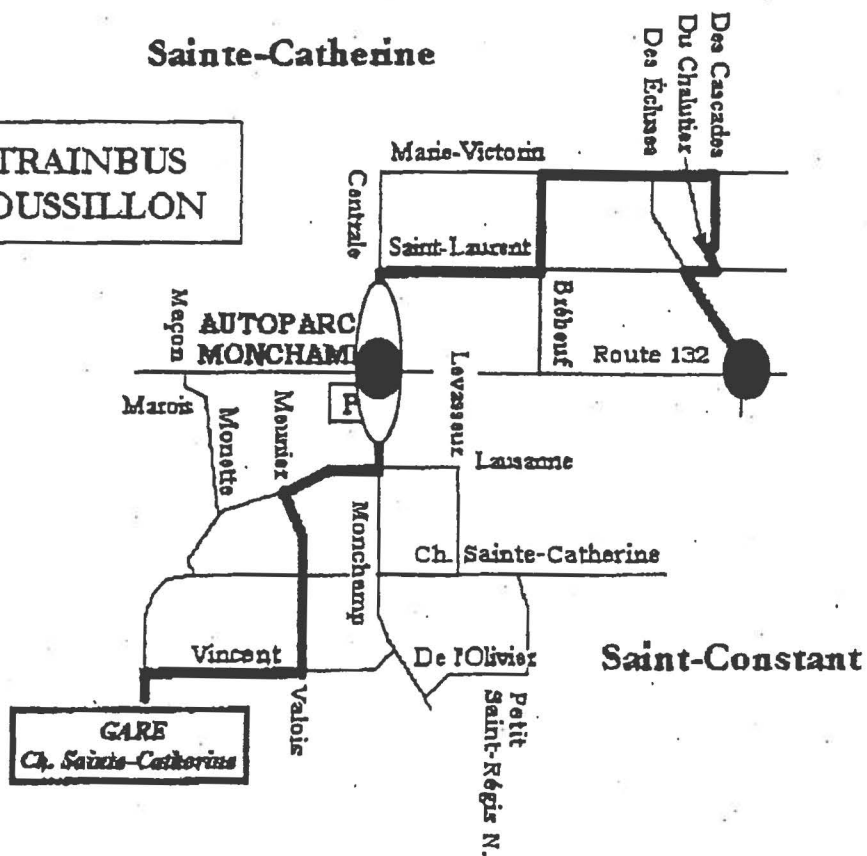 Sainte-Catherine
Des Cascades
Du Chalutier
Des Écluses
TRAINBUS
OUSSILLON
Marie-Victorin
Centrale
Saint-Laurent
Brébeuf
Maçon
AUTOPARC
MONCHAM
Route 132
P
Levasseur
Marois
Monette
Meunier
Lausanne
Monchamp
Ch. Sainte-Catherine
Vincent
De l'Olivier
Saint-Constant
Valois
Petit
Saint-Régis N.
GARE
Ch. Sainte-Catherine